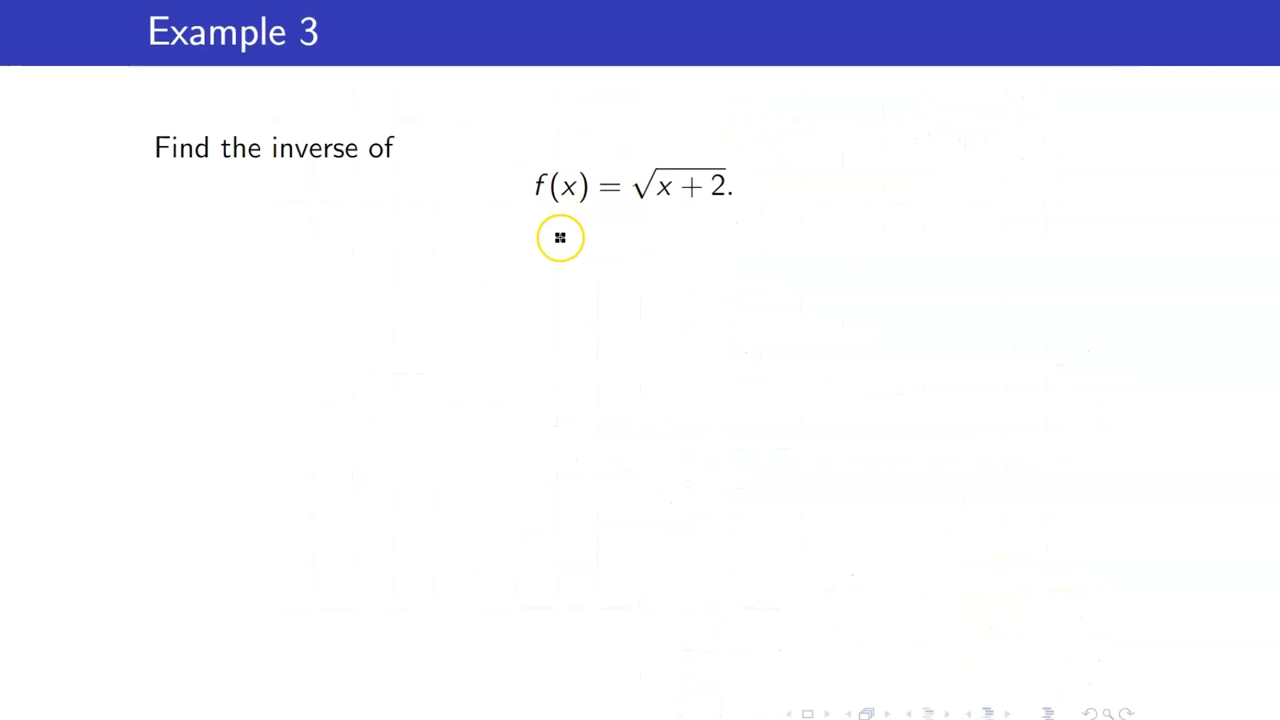 Example 3
Find the inverse of
f(x) = √(x + 2).